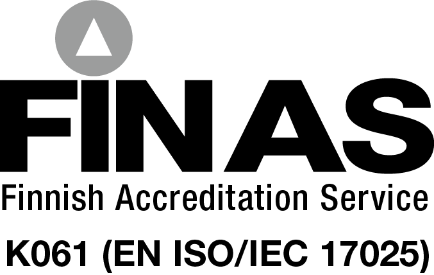 FINAS
Finnish Accreditation Service
K061 (EN ISO/IEC 17025)